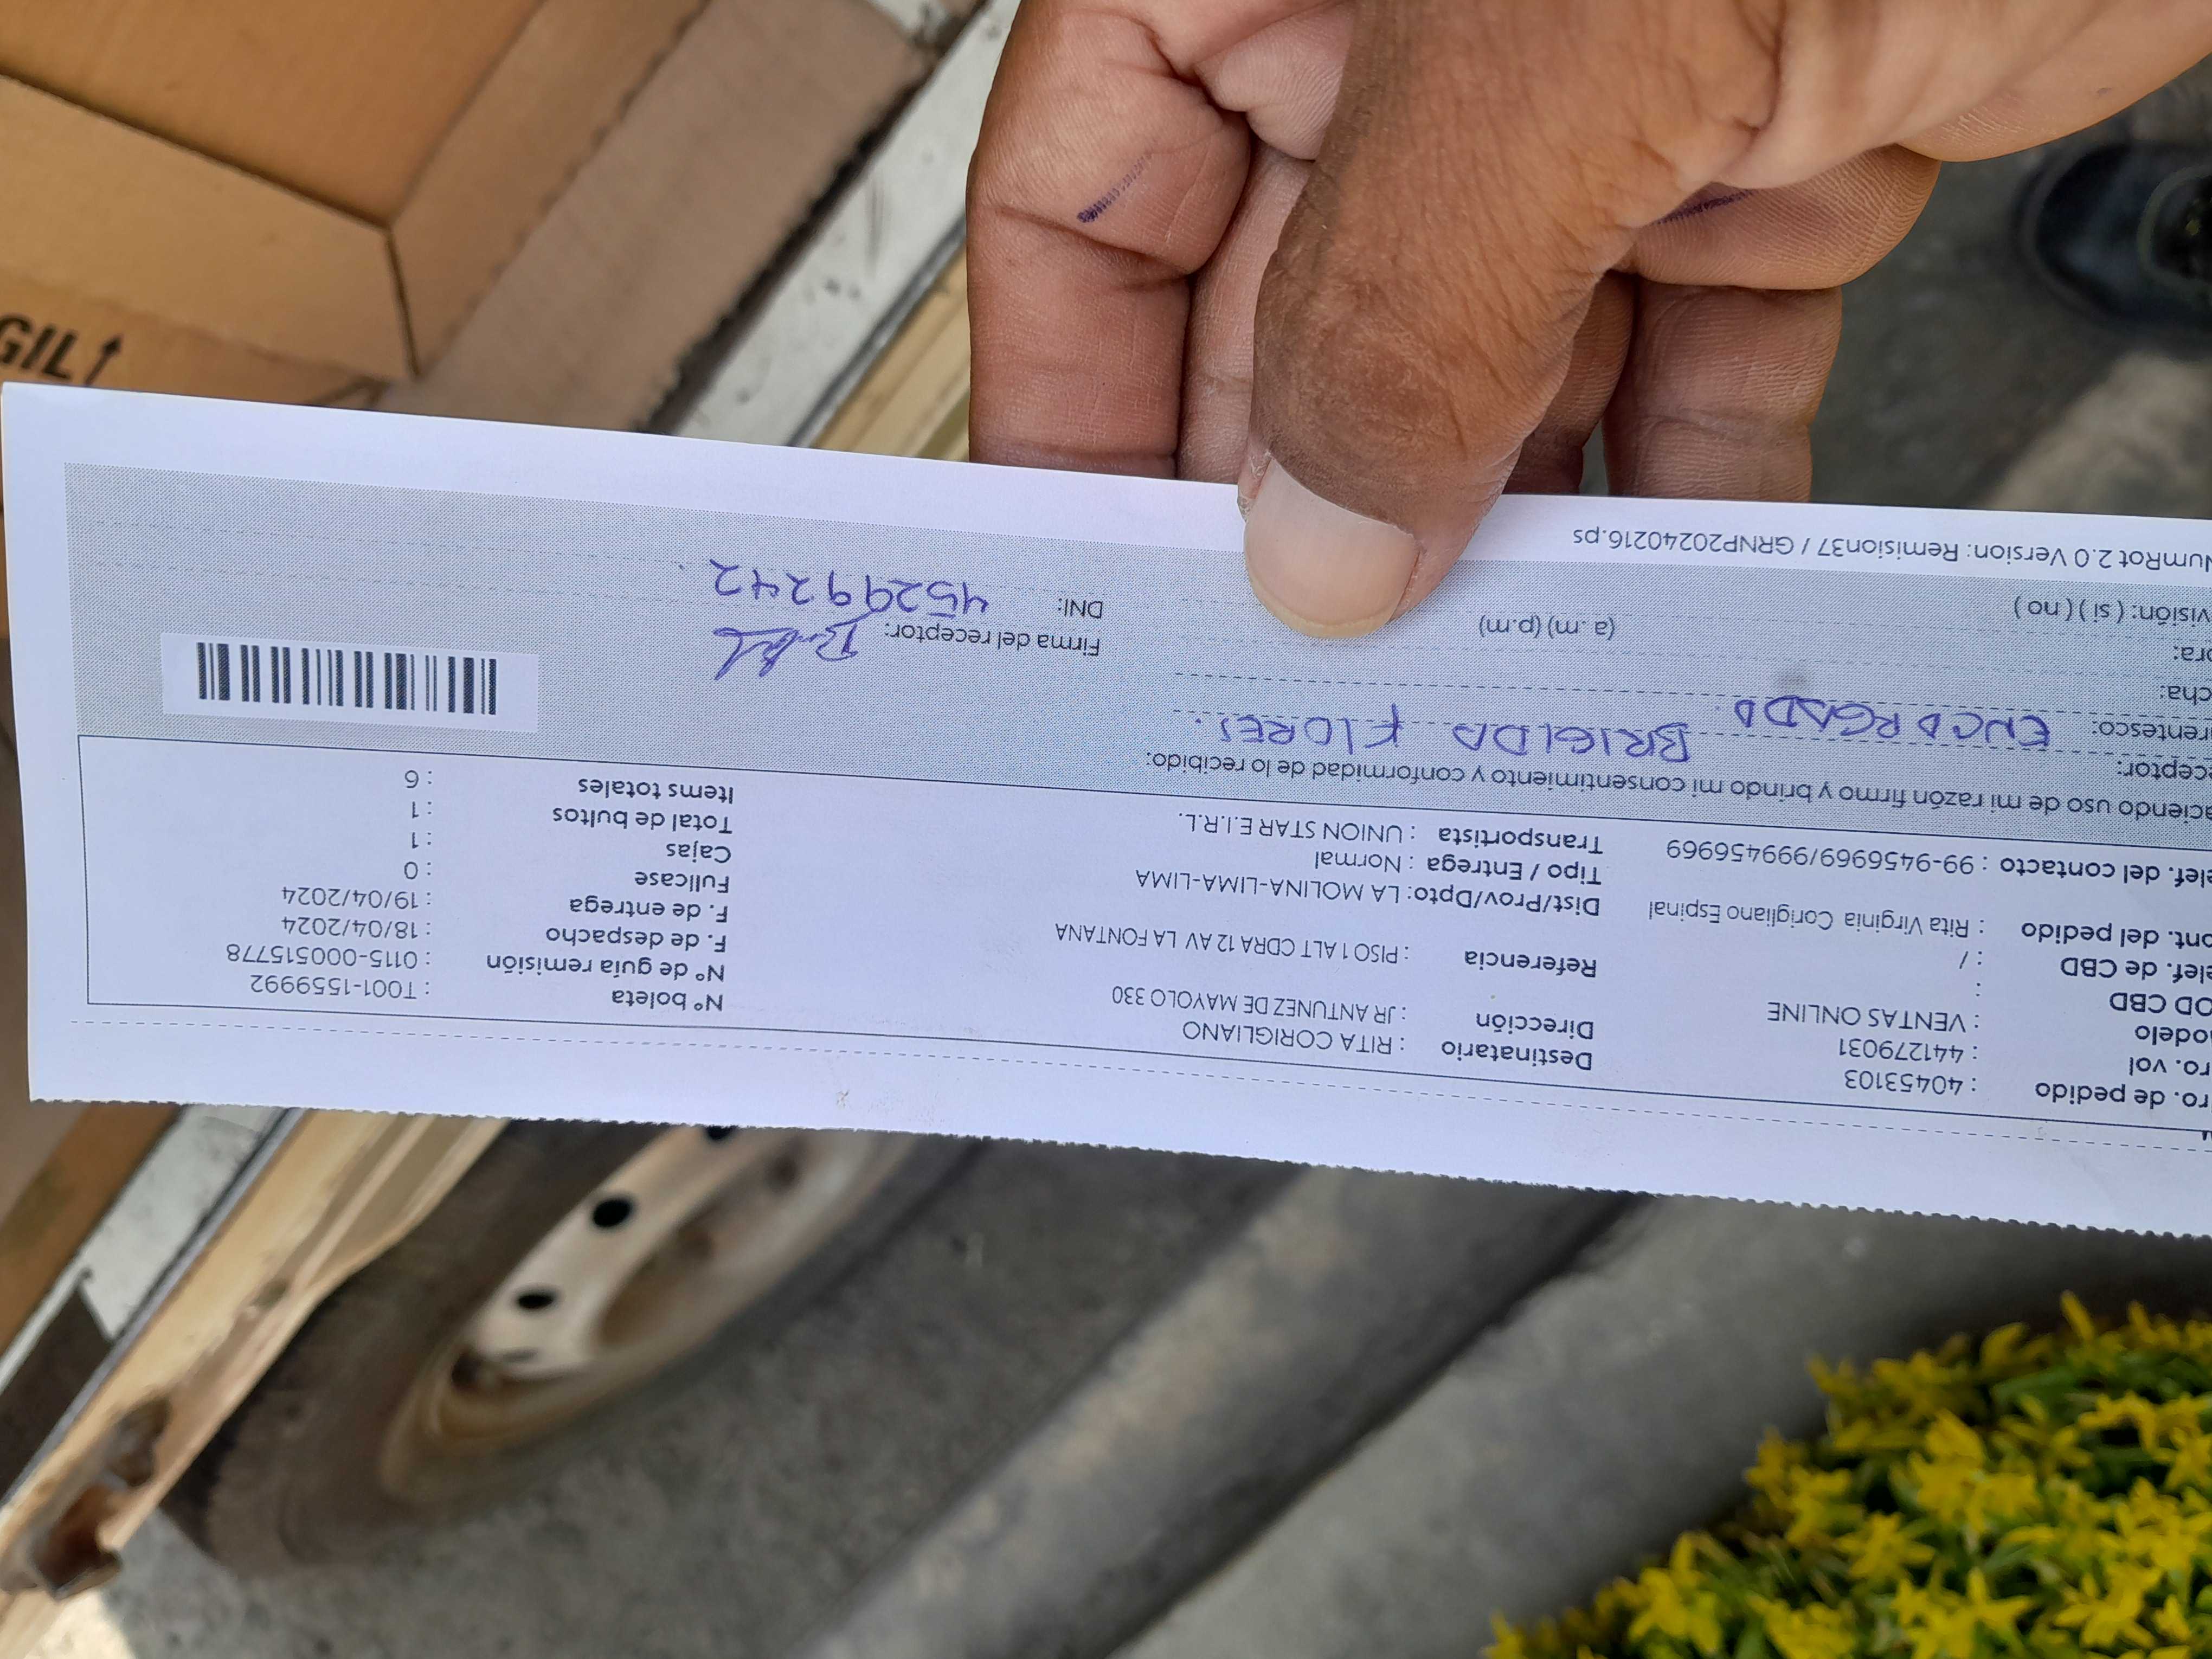 ro. de pedido : 40453103 Destinatario : RITA CORIGLIANO Nº boleta : T001-1559992
ro. vol : 441279031 Dirección : JR ANTUNEZ DE MAYOLO 330 Nº de guía remisión : 0115-000515778
odelo : VENTAS ONLINE Referencia : PISO 1 ALT CDRA 12 AV LA FONTANA F. de despacho : 18/04/2024
OD CBD : Dist/Prov/Dpto: LA MOLINA-LIMA-LIMA F. de entrega : 19/04/2024
elef. de CBD : / Tipo / Entrega : Normal Fullcase : 0
ont. del pedido : Rita Virginia Corigliano Espinal Transportista : UNION STAR E.I.R.L. Cajas : 1
elef. del contacto : 99-9456969/999456969 Total de bultos : 1
Items totales : 6
aciendo uso de mi razón firmo y brindo mi consentimiento y conformidad de lo recibido:
ceptor: BRIGIDA FLORES.
rentesco: ENCARGADA.
cha: Firma del receptor:
ora: (a .m) (p.m) DNI: 45299242
visión: ( si ) ( no )
NumRot 2.0 Version: Remision37 / GRNP20240216.ps
GIL